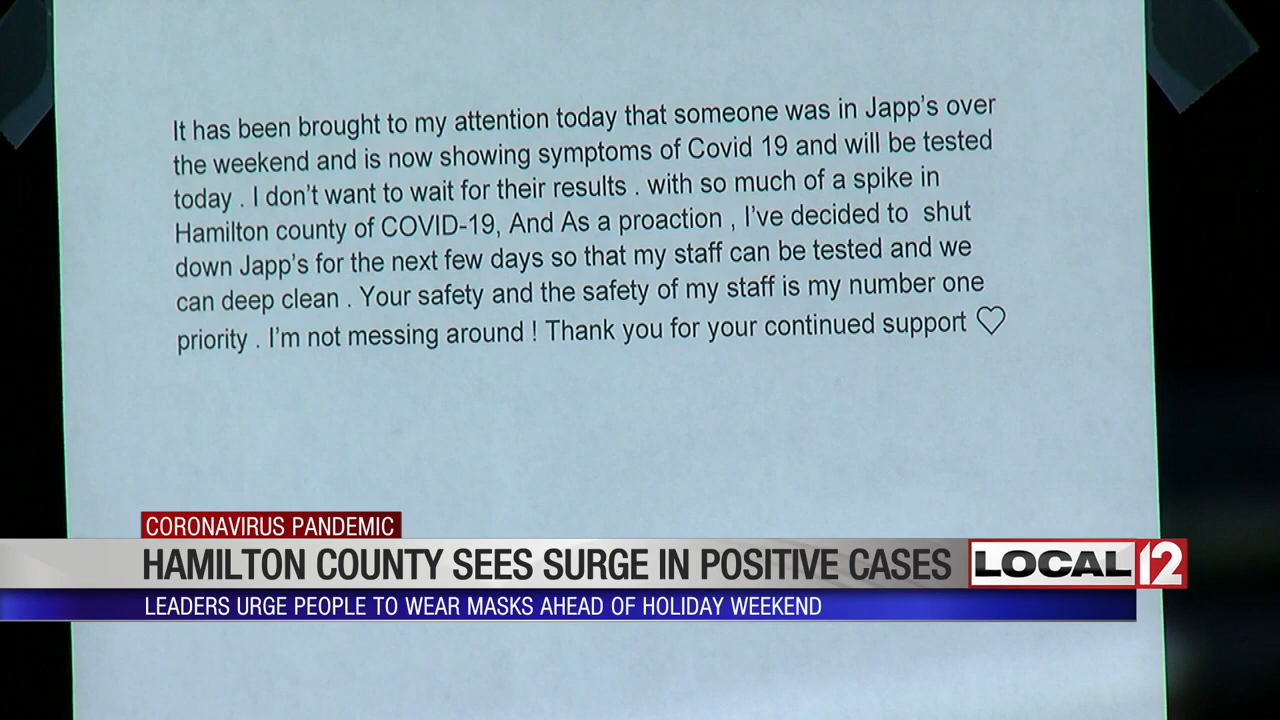 It has been brought to my attention today that someone was in Japp's over
the weekend and is now showing symptoms of Covid 19 and will be tested
today . I don't want to wait for their results . with so much of a spike in
Hamilton county of COVID-19, And As a proaction , I've decided to  shut
down Japp's for the next few days so that my staff can be tested and we
can deep clean . Your safety and the safety of my staff is my number one
priority . I'm not messing around ! Thank you for your continued support ♡
CORONAVIRUS PANDEMIC
HAMILTON COUNTY SEES SURGE IN POSITIVE CASES
LOCAL 12
LEADERS URGE PEOPLE TO WEAR MASKS AHEAD OF HOLIDAY WEEKEND